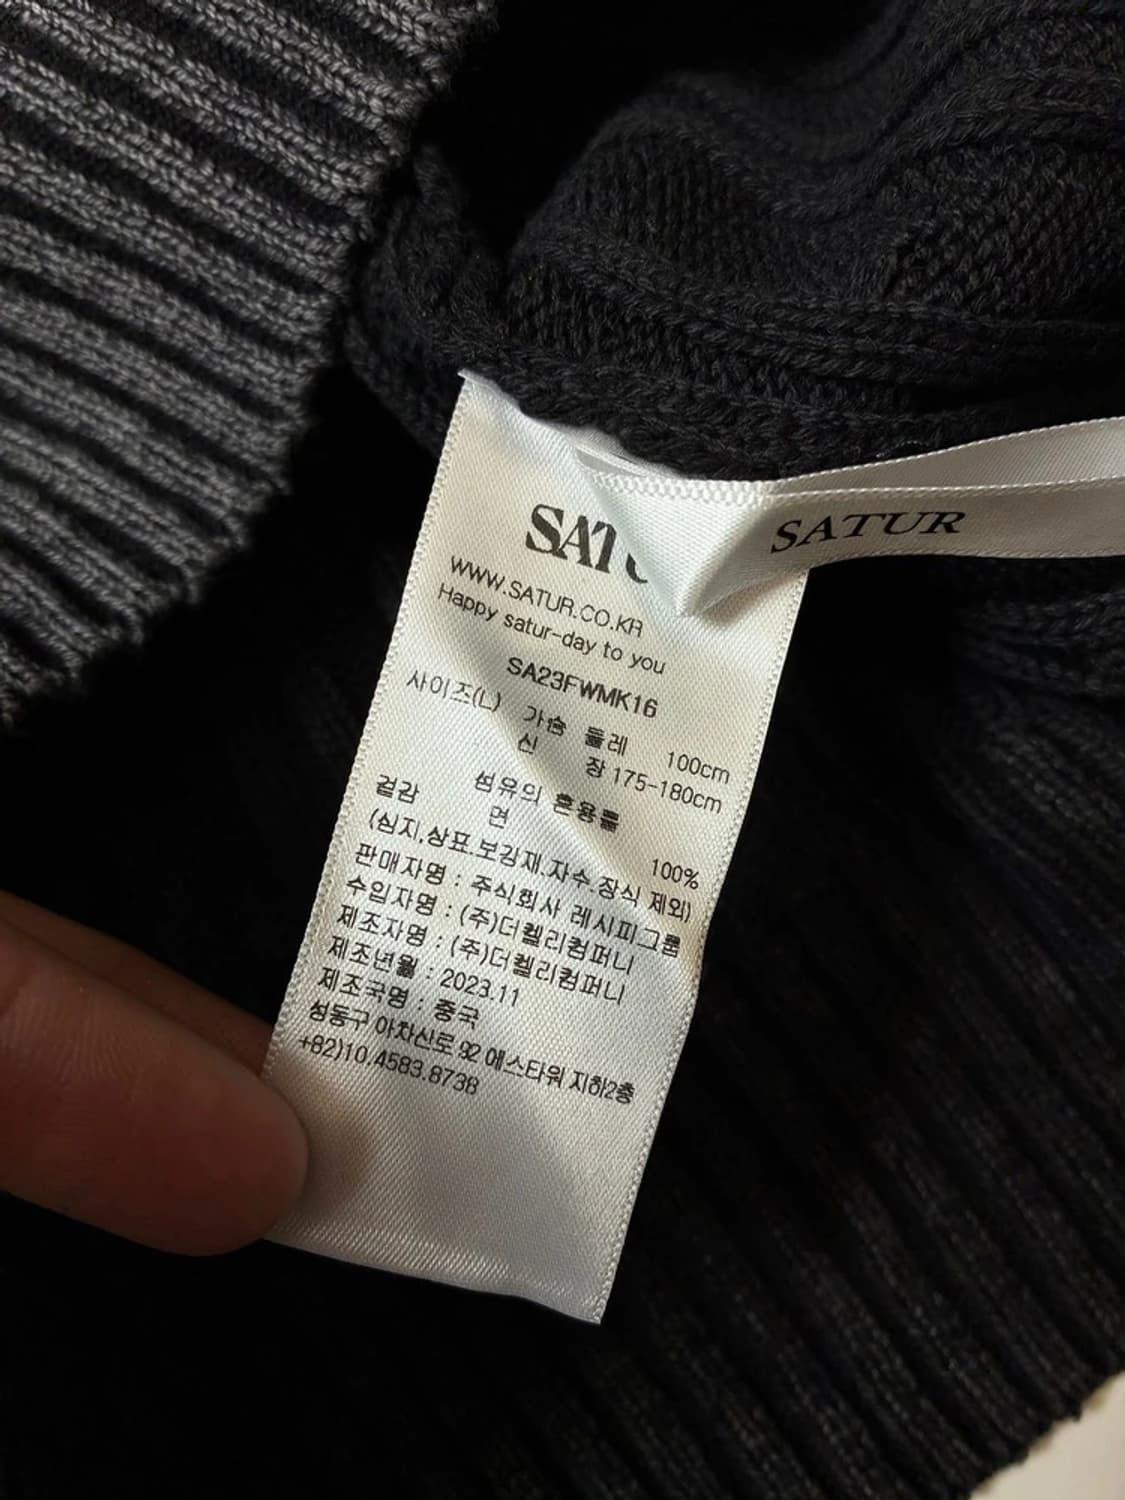 SATUR
WWW.SATUR.CO.KR
Happy satur-day to you
SA23FWMK16
사이즈(L) 가슴 둘레 100cm
신 장 175-180cm
섬유의 혼용률
겉감 면 100%
(심지,상표,보강재,자수,장식 제외)
판매자명 : 주식회사 레시피그룹
수입자명 : (주)더켈리컴퍼니
제조자명 : (주)더켈리컴퍼니
제조년월 : 2023.11
제조국명 : 중국
성동구 아차산로 92 에스타워 지하2층
+82)10.4583.8738